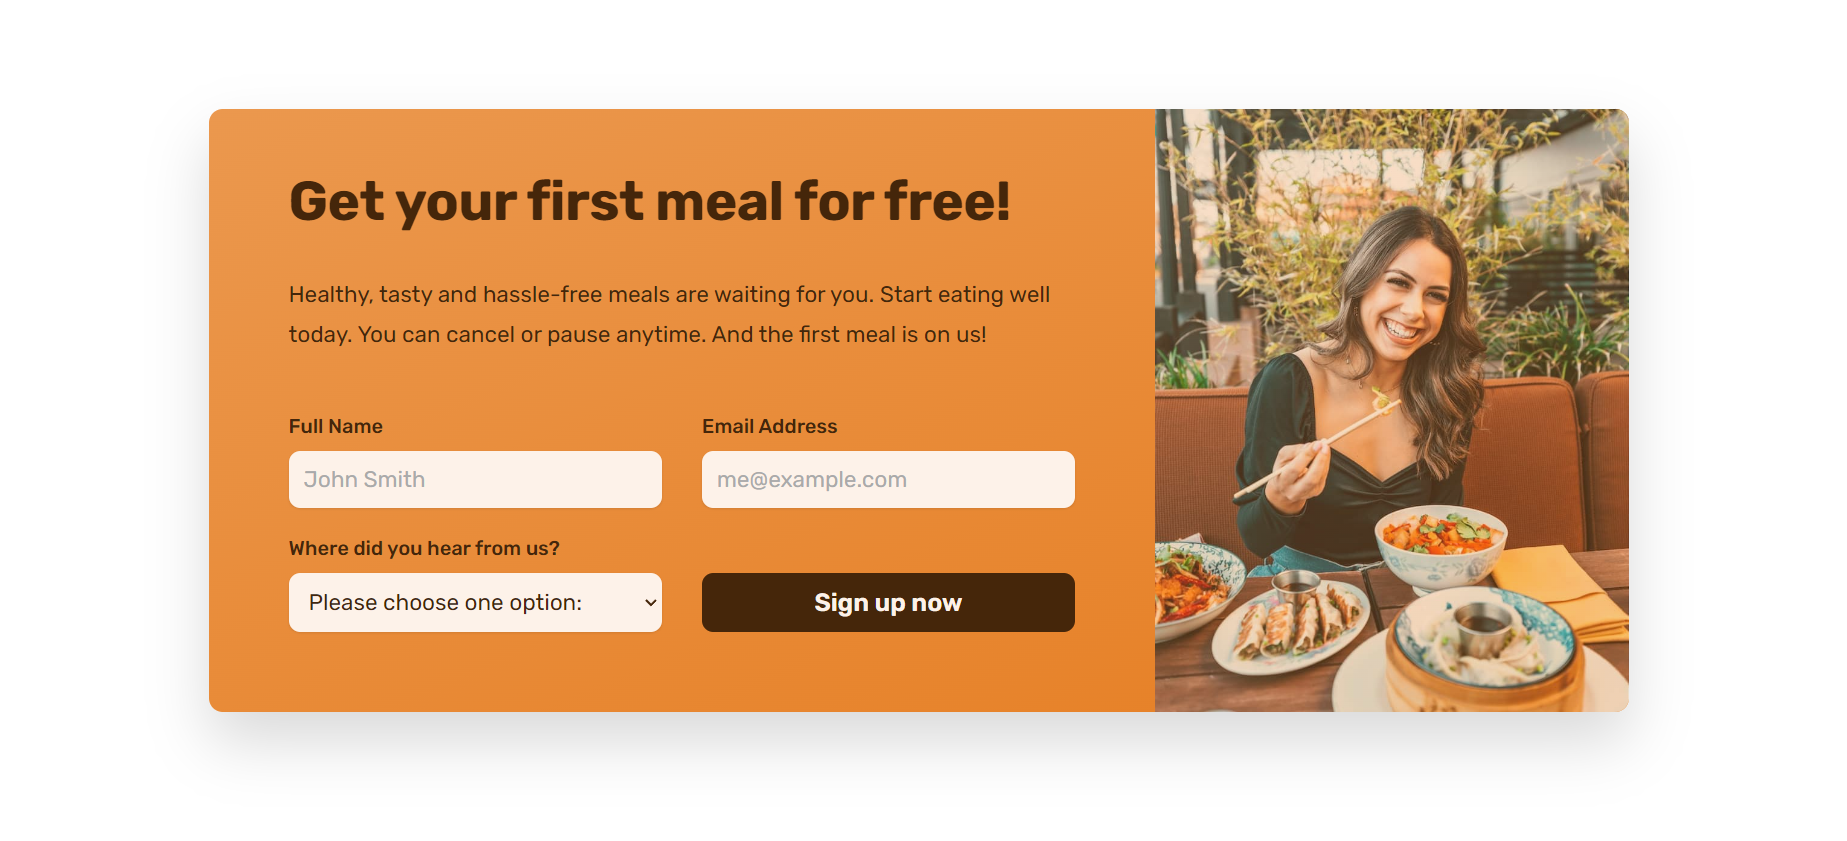 Get your first meal for free!
Healthy, tasty and hassle-free meals are waiting for you. Start eating well
today. You can cancel or pause anytime. And the first meal is on us!
Full Name
Email Address
John Smith
me@example.com
Where did you hear from us?
Please choose one option:
Sign up now